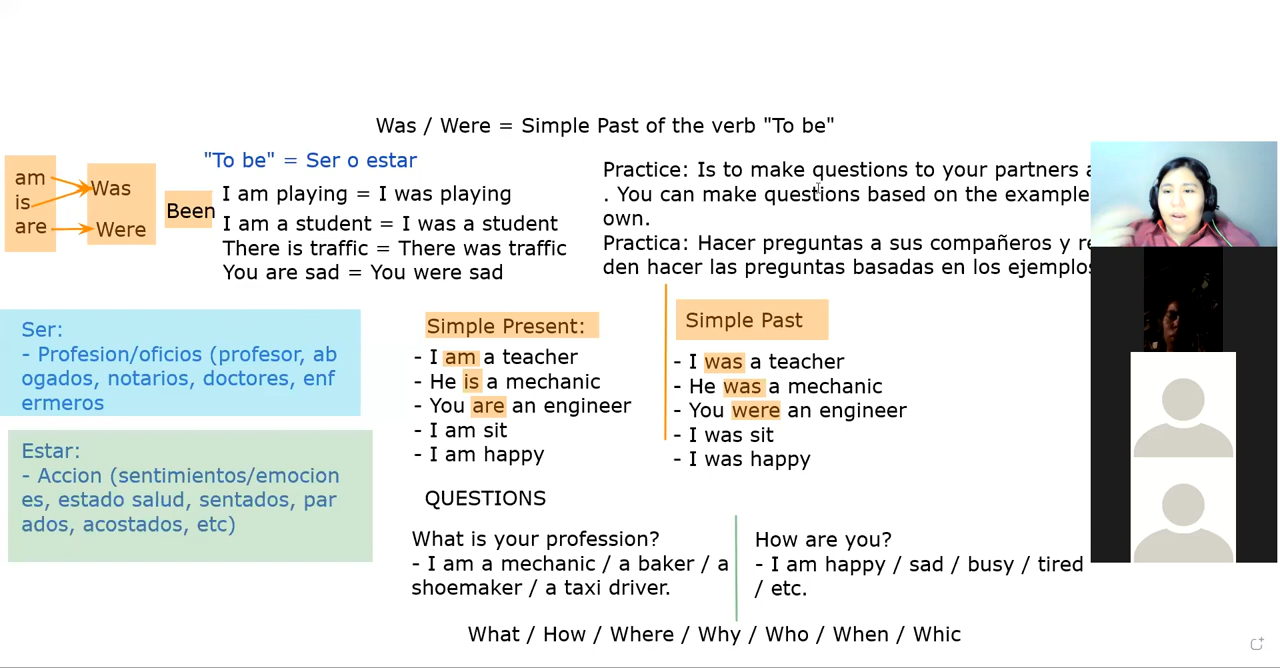 Was / Were = Simple Past of the verb "To be"
"To be" = Ser o estar
am
is
are
Was
Were
Been
I am playing = I was playing
I am a student = I was a student
There is traffic = There was traffic
You are sad = You were sad
Practice: Is to make questions to your partners a
. You can make questions based on the example
own.
Practica: Hacer preguntas a sus compañeros y re
den hacer las preguntas basadas en los ejemplos
Ser:
- Profesion/oficios (profesor, ab
ogados, notarios, doctores, enf
ermeros
Estar:
- Accion (sentimientos/emocion
es, estado salud, sentados, par
ados, acostados, etc)
Simple Present:
- I am a teacher
- He is a mechanic
- You are an engineer
- I am sit
- I am happy
Simple Past
- I was a teacher
- He was a mechanic
- You were an engineer
- I was sit
- I was happy
QUESTIONS
What is your profession?
- I am a mechanic / a baker / a
shoemaker / a taxi driver.
How are you?
- I am happy / sad / busy / tired
/ etc.
What / How / Where / Why / Who / When / Whic